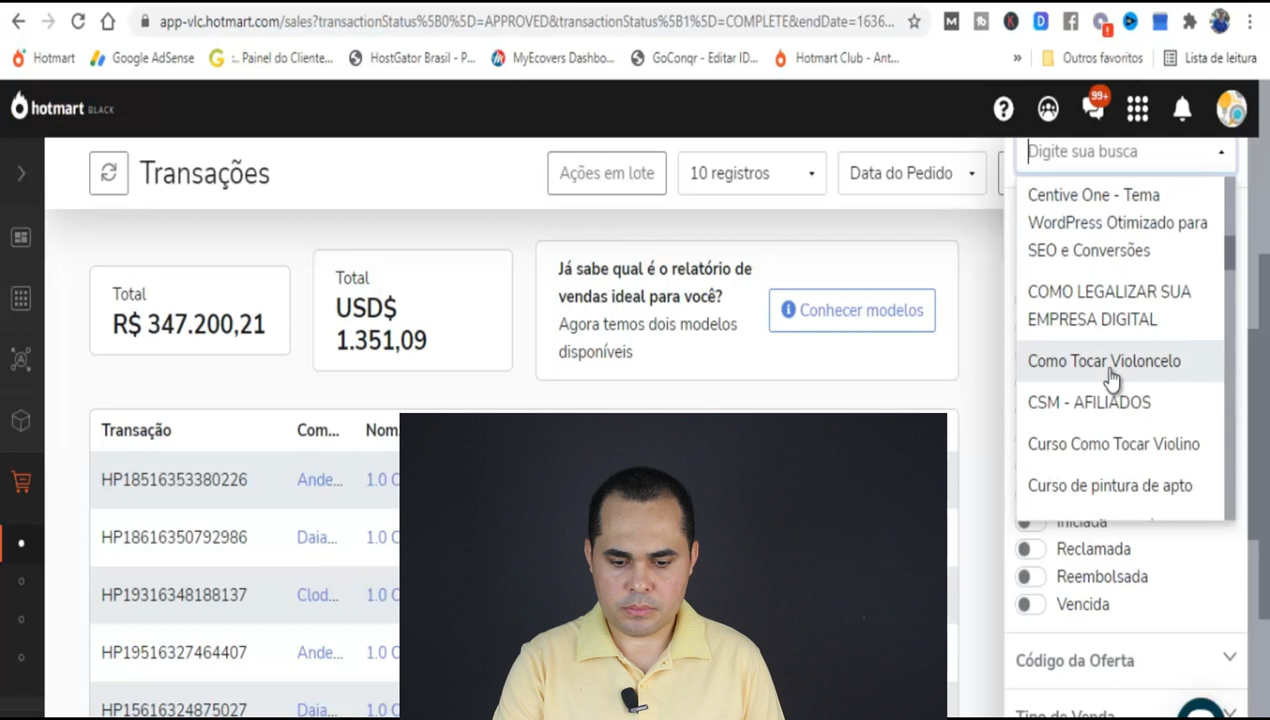 app-vlc.hotmart.com/sales?transactionStatus%5B0%5D=APPROVED&transactionStatus%5B1%5D=COMPLETE&endDate=1636...
Hotmart
Google AdSense
:.. Painel do Cliente...
HostGator Brasil - P...
MyEcovers Dashbo...
GoConqr - Editar ID...
Hotmart Club - Ant...
»
Outros favoritos
Lista de leitura
hotmart BLACK
99+
Transações
Ações em lote
10 registros
Data do Pedido
Digite sua busca
Centive One - Tema
WordPress Otimizado para
SEO e Conversões
COMO LEGALIZAR SUA
EMPRESA DIGITAL
Como Tocar Violoncelo
CSM - AFILIADOS
Curso Como Tocar Violino
Curso de pintura de apto
Total
R$ 347.200,21
Total
USD$
1.351,09
Já sabe qual é o relatório de
vendas ideal para você?
Agora temos dois modelos
disponíveis
Conhecer modelos
Transação
Com...
Nom
HP18516353380226
Ande...
1.0 C
HP18616350792986
Daia...
1.0 C
HP19316348188137
Clod...
1.0 C
HP19516327464407
Ande...
1.0 C
HP15616324875027
Daia...
1.0 C
Iniciada
Reclamada
Reembolsada
Vencida
Código da Oferta
Tipo de Venda